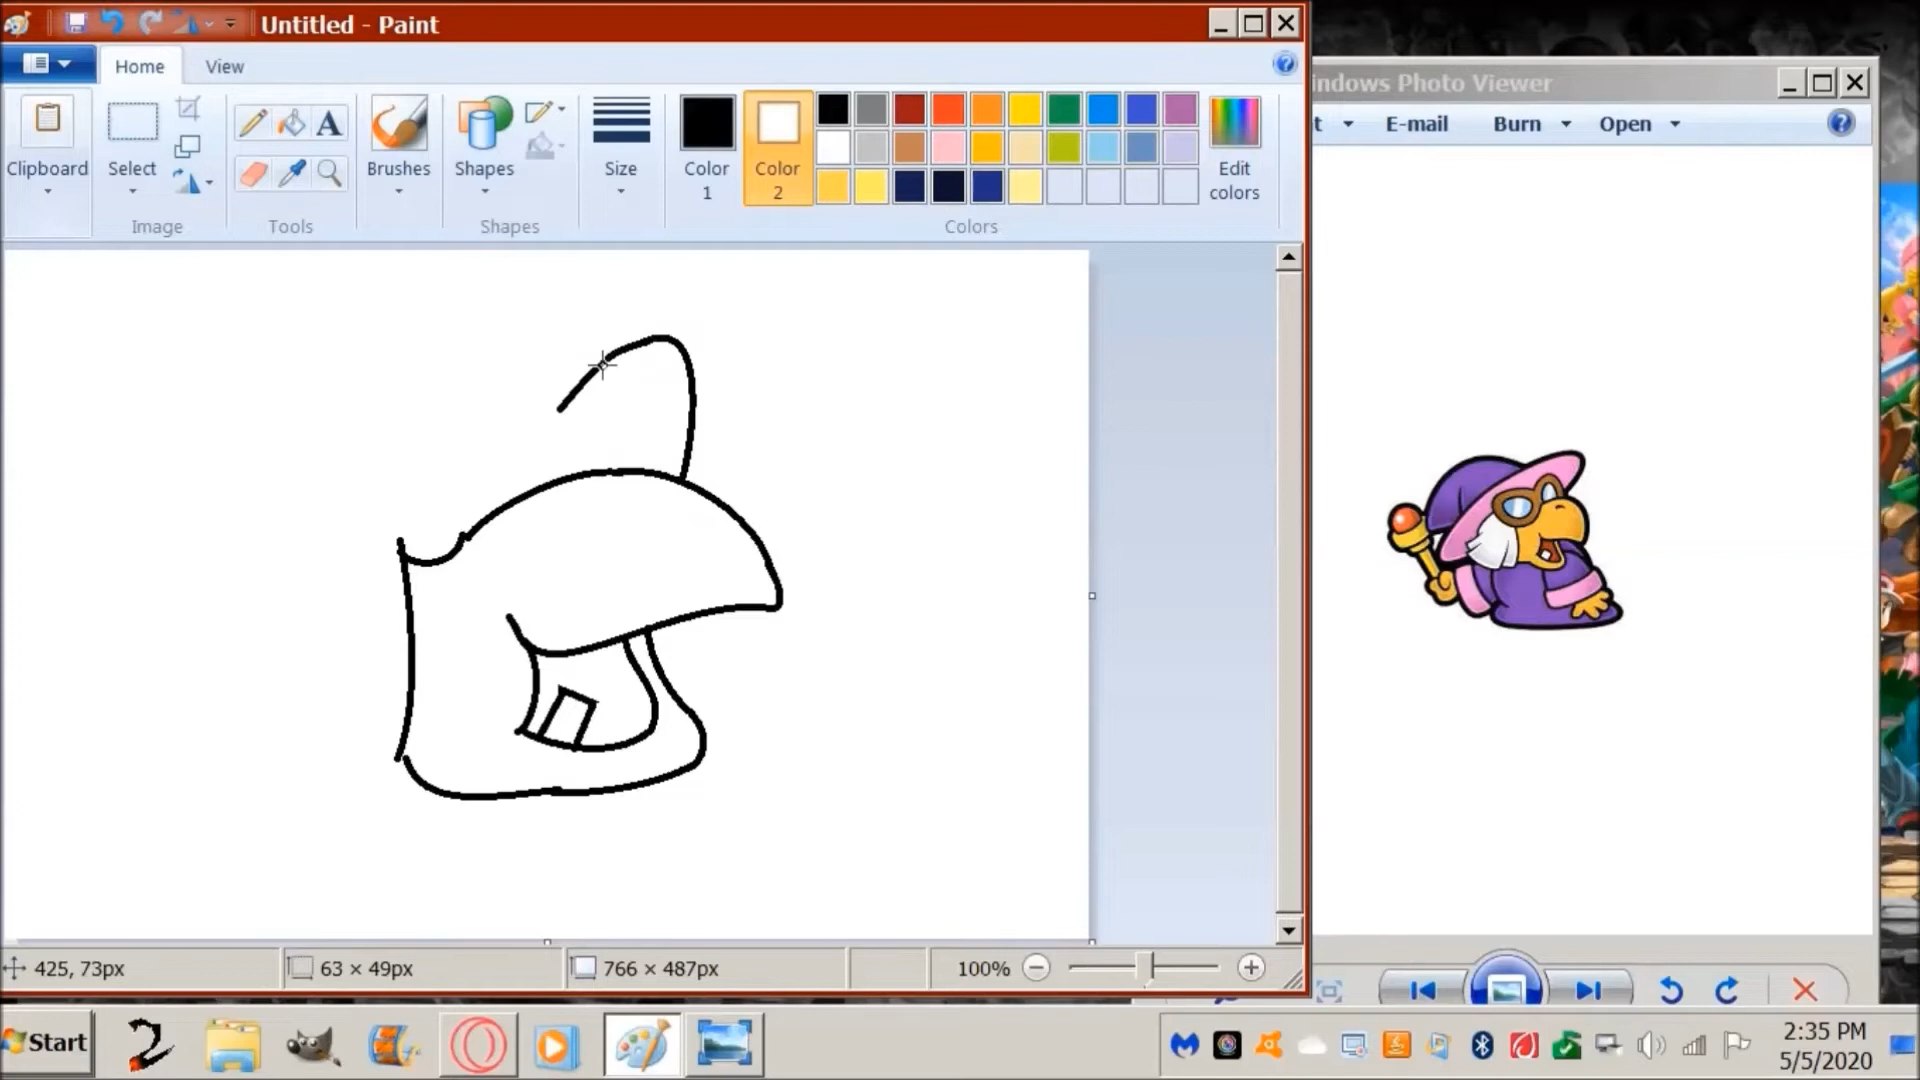 Untitled - Paint
Home View
Clipboard
Select
Image
A
Tools
Brushes
Shapes
Shapes
Size
Color
1
Color
2
Edit
colors
Colors
indows Photo Viewer
t E-mail Burn Open
425, 73px
63 × 49px
766 × 487px
100%
Start
2:35 PM
5/5/2020